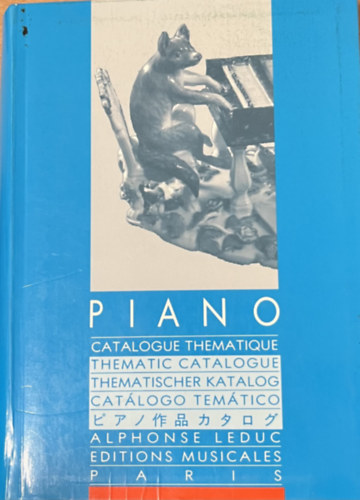 PIANO
CATALOGUE THEMATIQUE
THEMATIC CATALOGUE
THEMATISCHER KATALOG
CATÁLOGO TEMÁTICO
ピアノ作品カタログ
ALPHONSE LEDUC
EDITIONS MUSICALES
PARIS